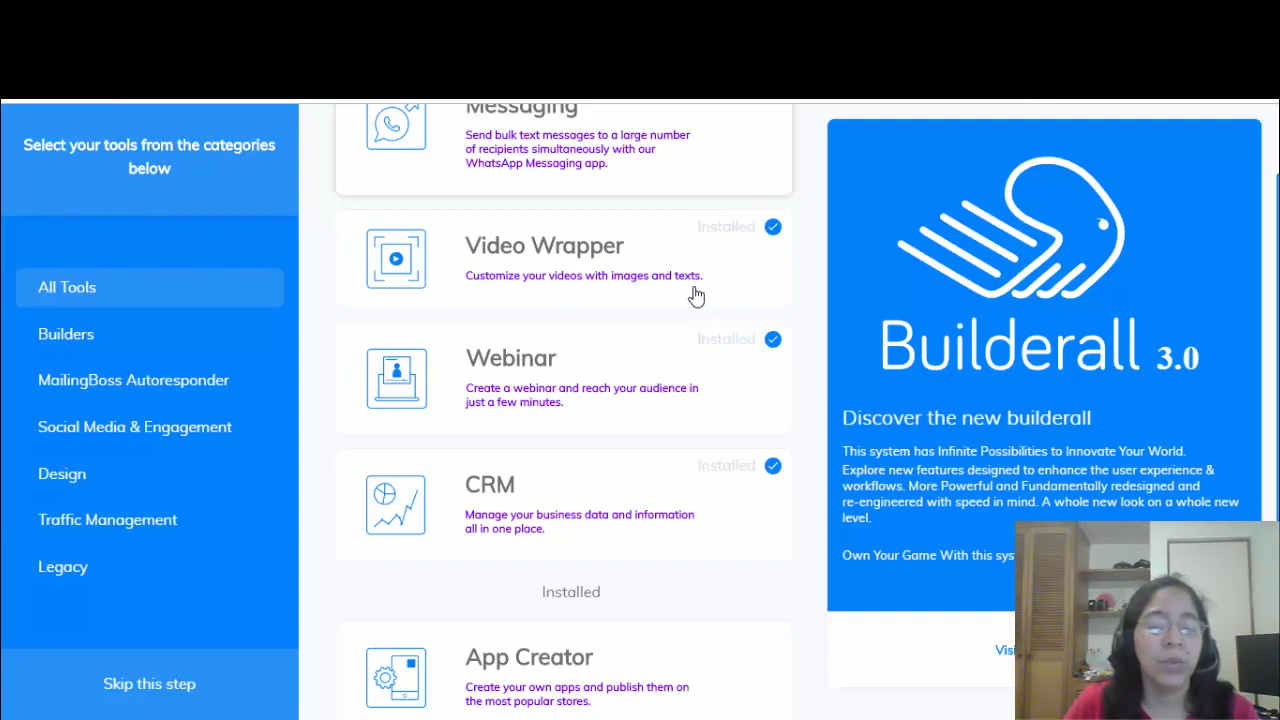 Select your tools from the categories
below
All Tools
Builders
MailingBoss Autoresponder
Social Media & Engagement
Design
Traffic Management
Legacy
Skip this step
Messaging
Send bulk text messages to a large number
of recipients simultaneously with our
WhatsApp Messaging app.
Installed
Video Wrapper
Customize your videos with images and texts.
Installed
Webinar
Create a webinar and reach your audience in
just a few minutes.
Installed
CRM
Manage your business data and information
all in one place.
Installed
App Creator
Create your own apps and publish them on
the most popular stores.
Builderall 3.0
Discover the new builderall
This system has Infinite Possibilities to Innovate Your World.
Explore new features designed to enhance the user experience &
workflows. More Powerful and Fundamentally redesigned and
re-engineered with speed in mind. A whole new look on a whole new
level.
Own Your Game With this